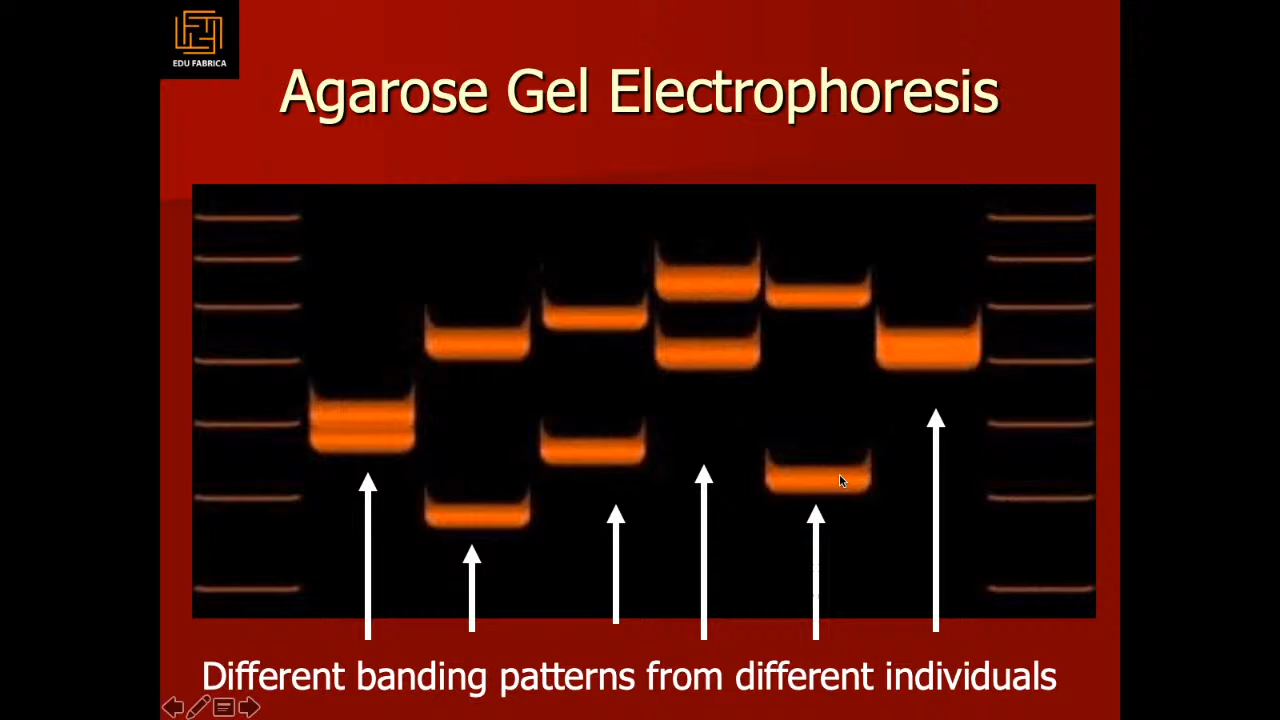 EDU FABRICA
Agarose Gel Electrophoresis
Different banding patterns from different individuals